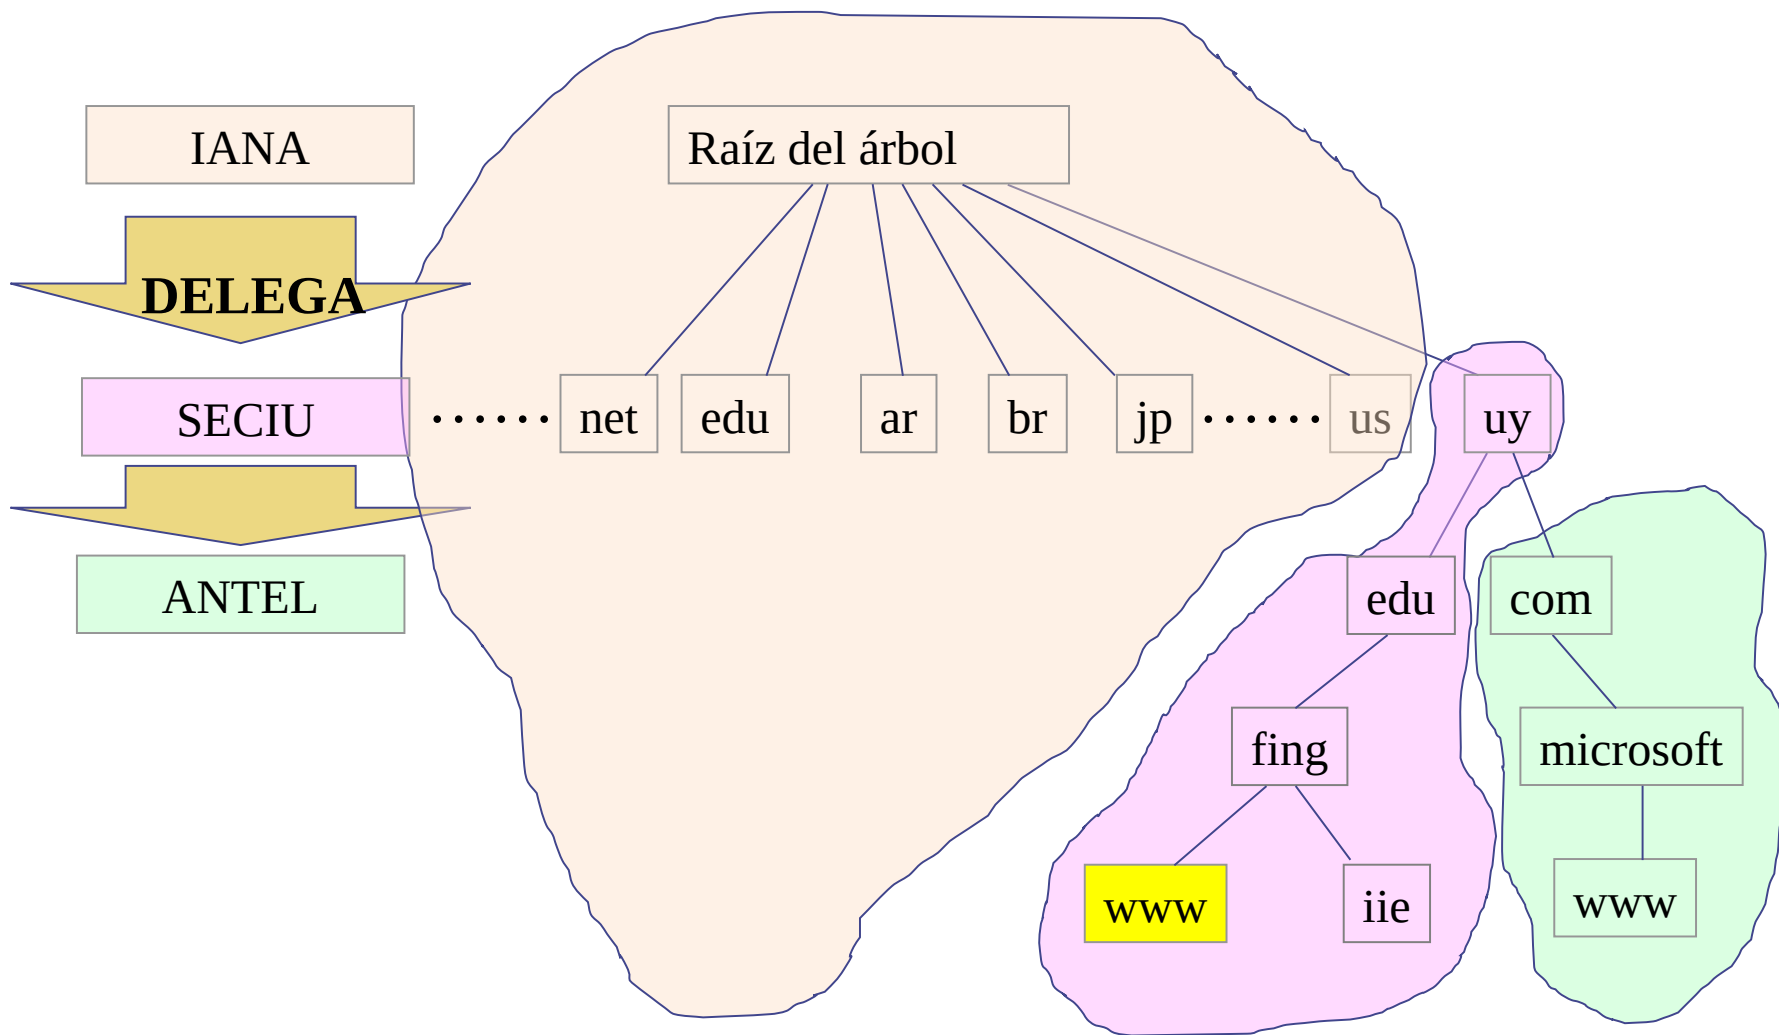 IANA
Raíz del árbol
DELEGA
SECIU
...... net edu ar br jp ...... us uy
ANTEL
edu com
fing microsoft
www iie www